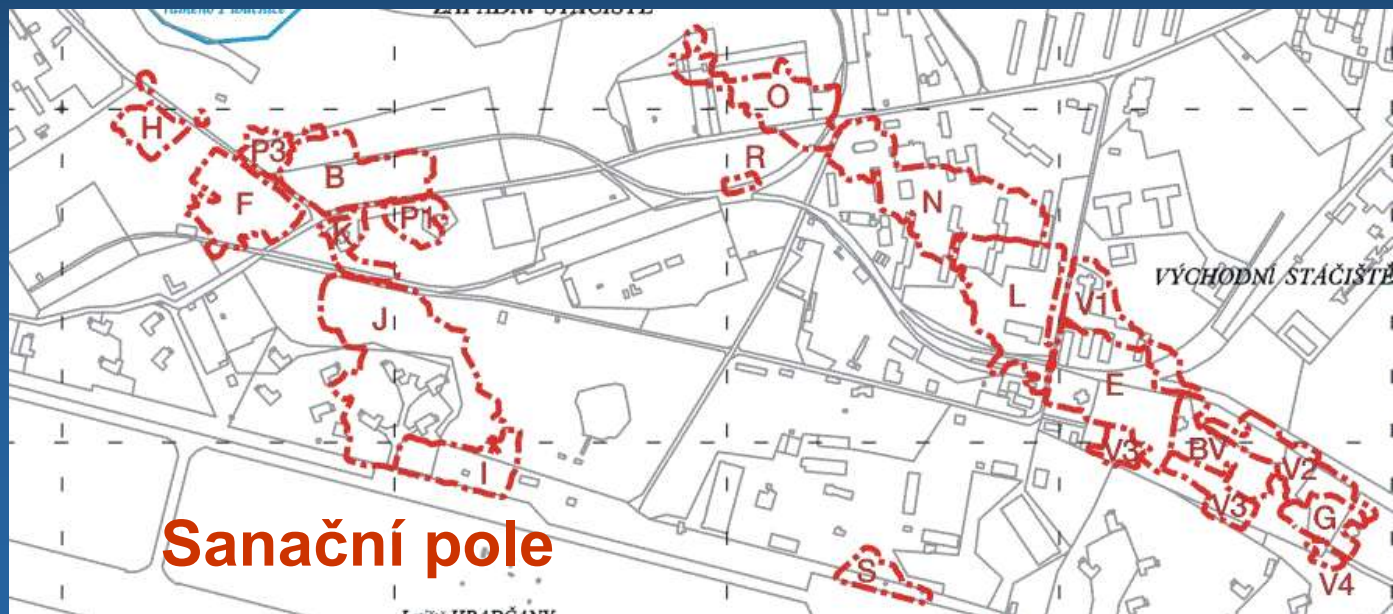 ZÁPADNÍ STÁČIŠTĚ
O
H
P3
B
R
F
P1
K
N
VÝCHODNÍ STÁČIŠTĚ
L
V1
J
E
V3
BV
V2
I
V3
G
Sanační pole
S
V4